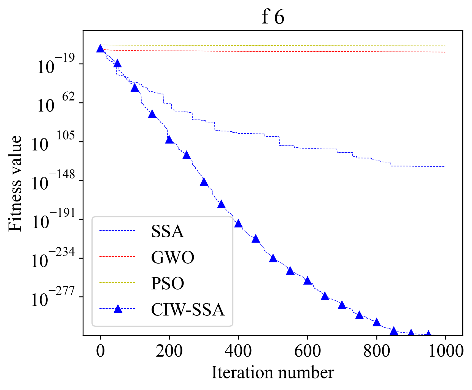 f 6
Fitness value
10⁻¹⁹
10⁻⁶²
10⁻¹⁰⁵
10⁻¹⁴⁸
10⁻¹⁹¹
10⁻²³⁴
10⁻²⁷⁷
SSA
GWO
PSO
CIW-SSA
0 200 400 600 800 1000
Iteration number